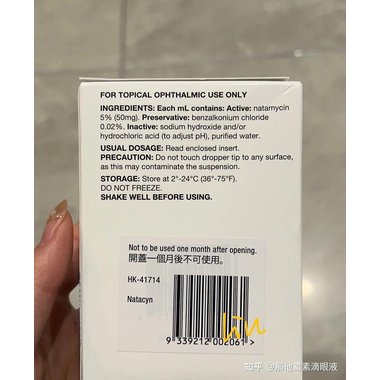 FOR TOPICAL OPHTHALMIC USE ONLY
INGREDIENTS: Each mL contains: Active: natamycin
5% (50mg). Preservative: benzalkonium chloride
0.02%. Inactive: sodium hydroxide and/or
hydrochloric acid (to adjust pH), purified water.
USUAL DOSAGE: Read enclosed insert.
PRECAUTION: Do not touch dropper tip to any surface,
as this may contaminate the suspension.
STORAGE: Store at 2°-24°C (36°-75°F).
DO NOT FREEZE.
SHAKE WELL BEFORE USING.
Not to be used one month after opening.
開蓋一個月後不可使用。
HK-41714
Natacyn
lin
9 339212 002061 >
知乎 @那他霉素滴眼液